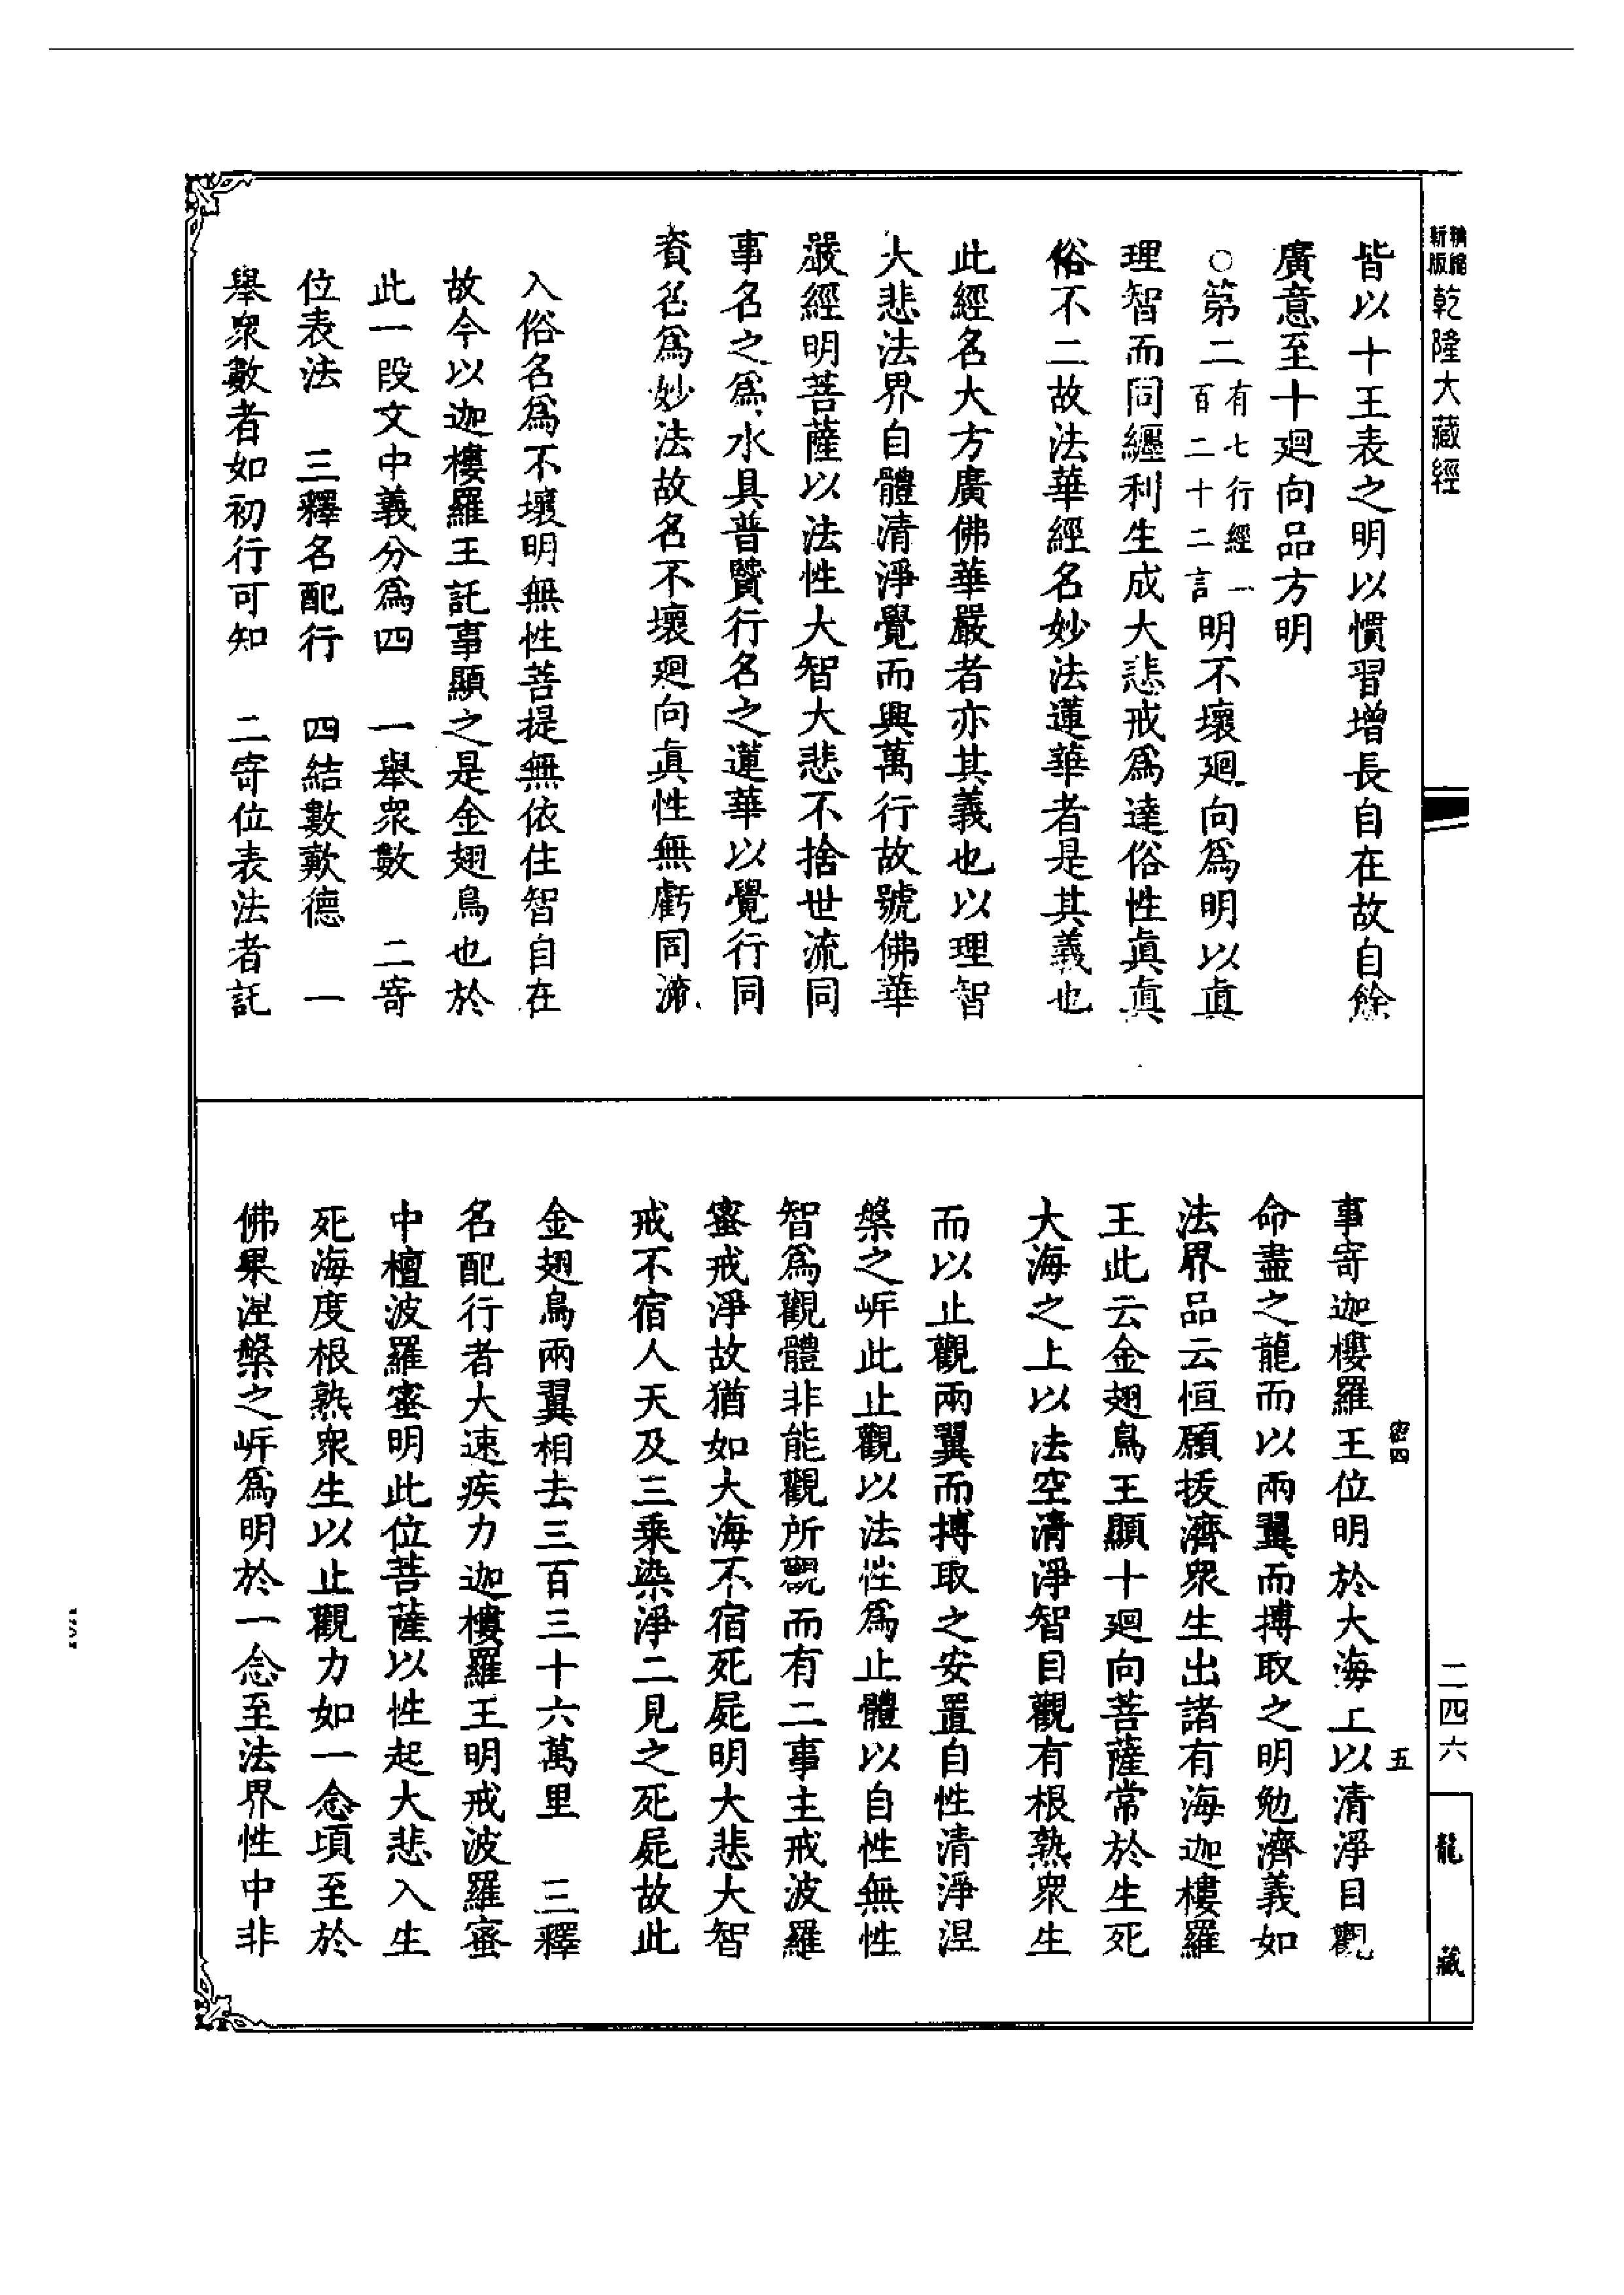 精縮
新版
乾隆大藏經
皆以十王表之明以慣習增長自在故自餘
廣意至十廻向品方明
○第二有七行經一百二十二言明不壞廻向爲明以眞
理智而同纏利生成大悲戒爲達俗性眞眞
俗不二故法華經名妙法蓮華者是其義也
此經名大方廣佛華嚴者亦其義也以理智
大悲法界自體清淨覺而興萬行故號佛華
嚴經明菩薩以法性大智大悲不捨世流同
事名之爲水具普賢行名之蓮華以覺行同
資名爲妙法故名不壞廻向眞性無虧同流
入俗名爲不壞明無性菩提無依住智自在
故今以迦樓羅王託事顯之是金翅鳥也於
此一段文中義分爲四 一舉衆數 二寄
位表法 三釋名配行 四結數歎德 一
舉衆數者如初行可知 二寄位表法者託
密四
五
事寄迦樓羅王位明於大海上以清淨目觀
命盡之龍而以兩翼而搏取之明勉濟義如
法界品云恒願拔濟衆生出諸有海迦樓羅
王此云金翅鳥王顯十廻向菩薩常於生死
大海之上以法空清淨智目觀有根熟衆生
而以止觀兩翼而搏取之安置自性清淨涅
槃之岸此止觀以法性爲止體以自性無性
智爲觀體非能觀所觀而有二事主戒波羅
蜜戒淨故猶如大海不宿死屍明大悲大智
戒不宿人天及三乘染淨二見之死屍故此
金翅鳥兩翼相去三百三十六萬里 三釋
名配行者大速疾力迦樓羅王明戒波羅蜜
中檀波羅蜜明此位菩薩以性起大悲入生
死海度根熟衆生以止觀力如一念頃至於
佛果涅槃之岸爲明於一念至法界性中非
二四六
龍藏